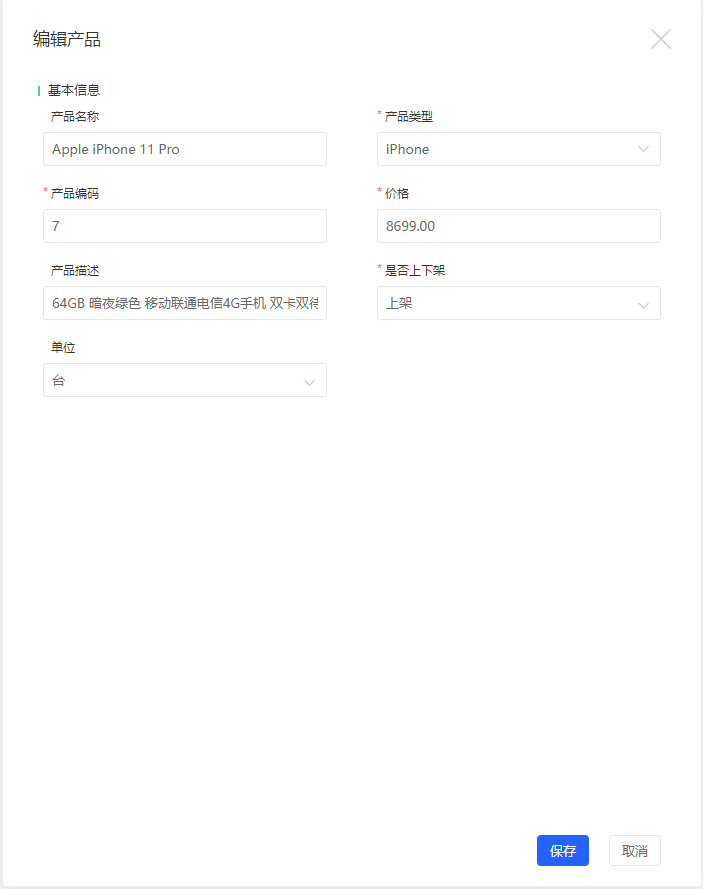 编辑产品
基本信息
产品名称
* 产品类型
Apple iPhone 11 Pro
iPhone
* 产品编码
* 价格
7
8699.00
产品描述
* 是否上下架
64GB 暗夜绿色 移动联通电信4G手机 双卡双待
上架
单位
台
保存
取消